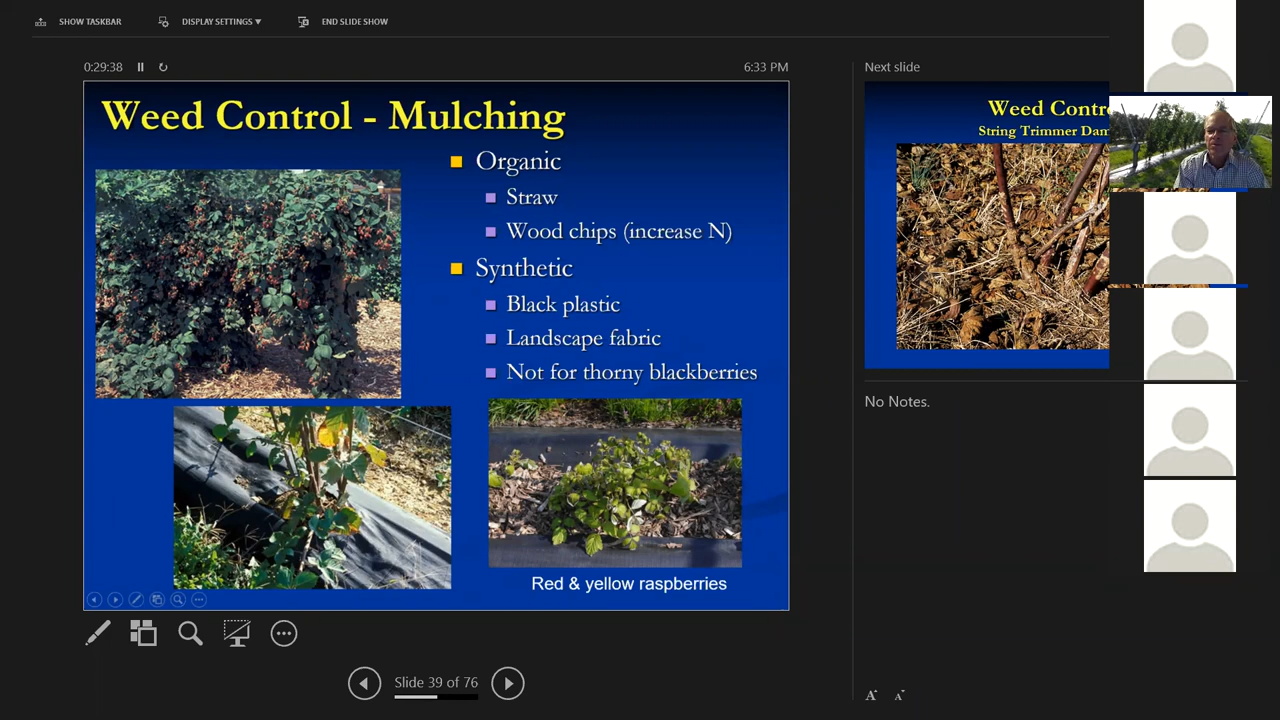 SHOW TASKBAR
DISPLAY SETTINGS ▼
END SLIDE SHOW
0:29:38
6:33 PM
Weed Control - Mulching
Organic
Straw
Wood chips (increase N)
Synthetic
Black plastic
Landscape fabric
Not for thorny blackberries
Red & yellow raspberries
Slide 39 of 76
Next slide
Weed Contr
String Trimmer Dam
No Notes.
A
A